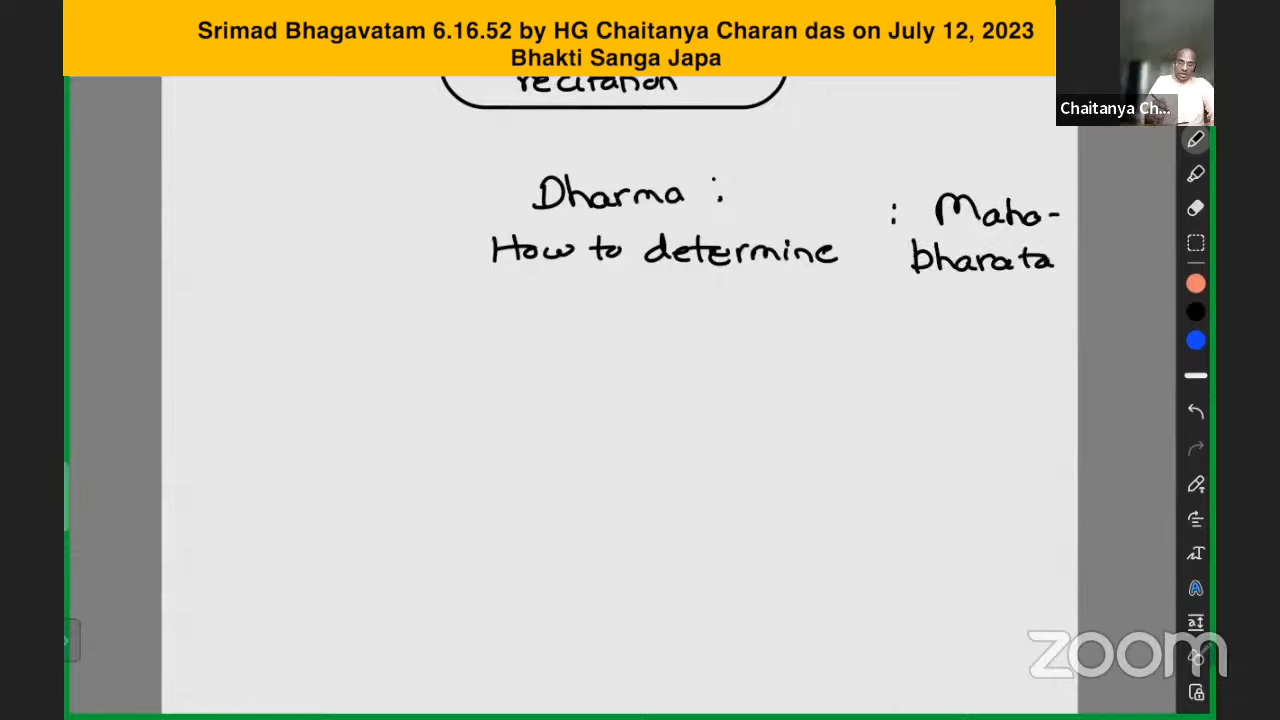 Srimad Bhagavatam 6.16.52 by HG Chaitanya Charan das on July 12, 2023
Bhakti Sanga Japa
Chaitanya Ch...
recitation
Dharma :
How to determine
: Maha-
bharata
zoom